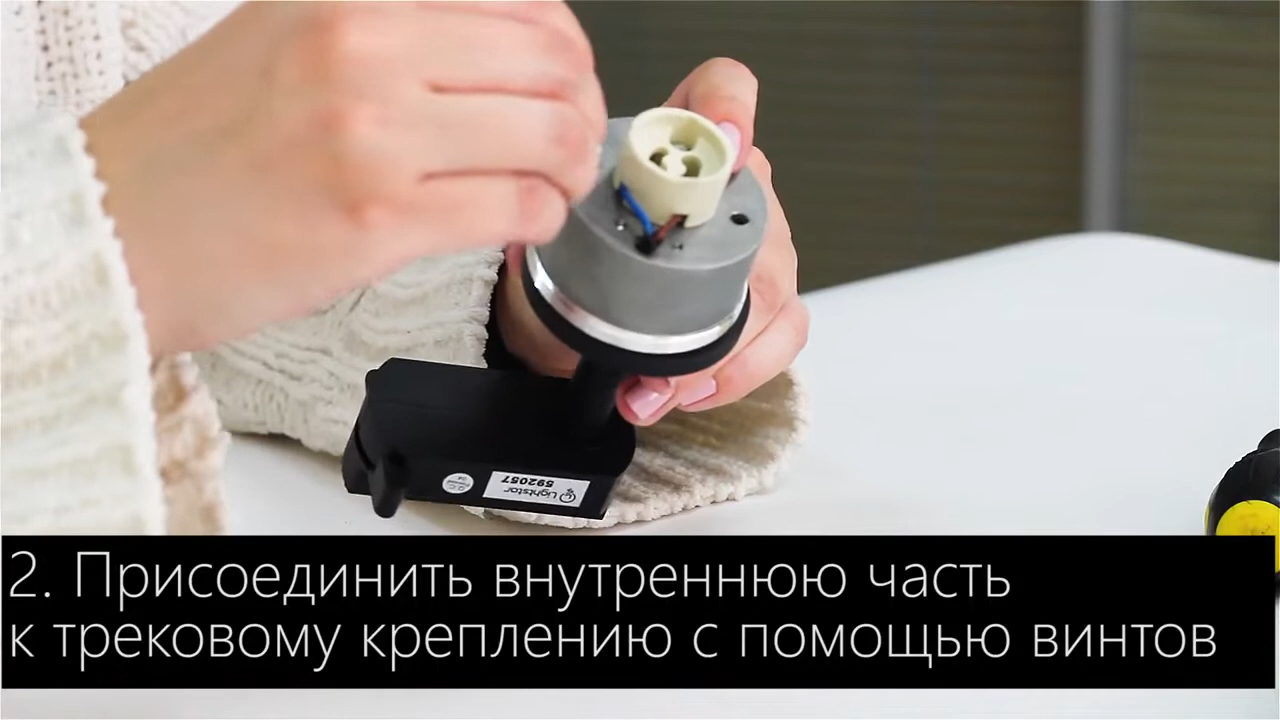 Lightstar
592057
2. Присоединить внутреннюю часть
к трековому креплению с помощью винтов